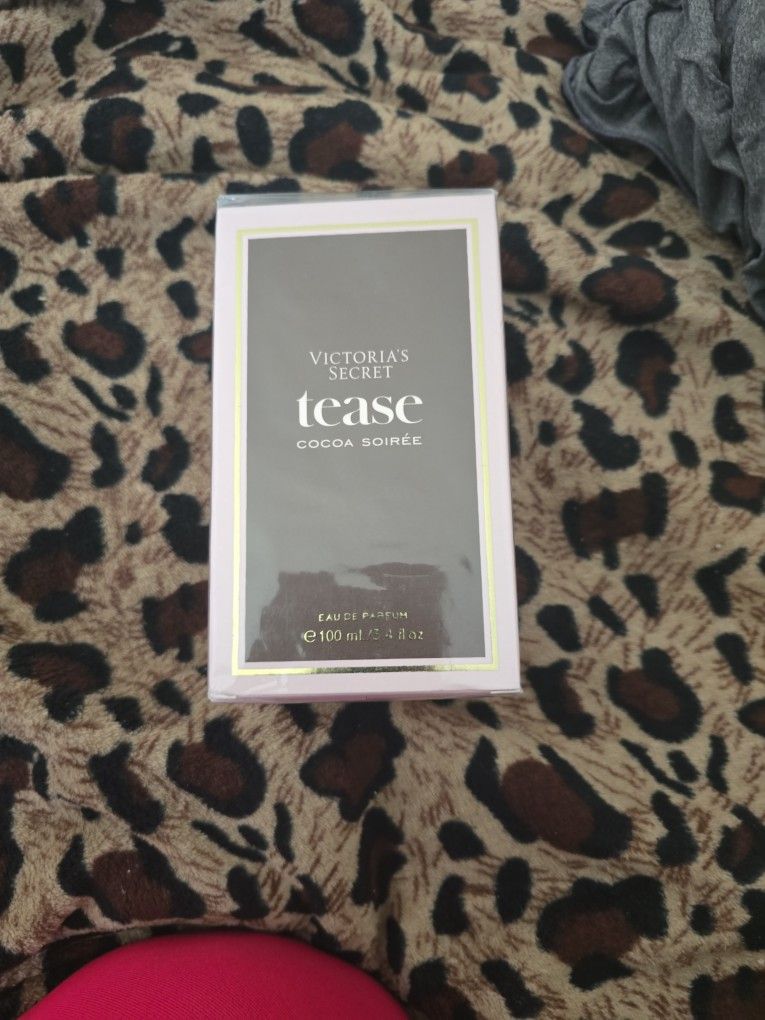 VICTORIA'S
SECRET
tease
COCOA SOIRÉE
EAU DE PARFUM
℮ 100 ml /3.4 fl oz